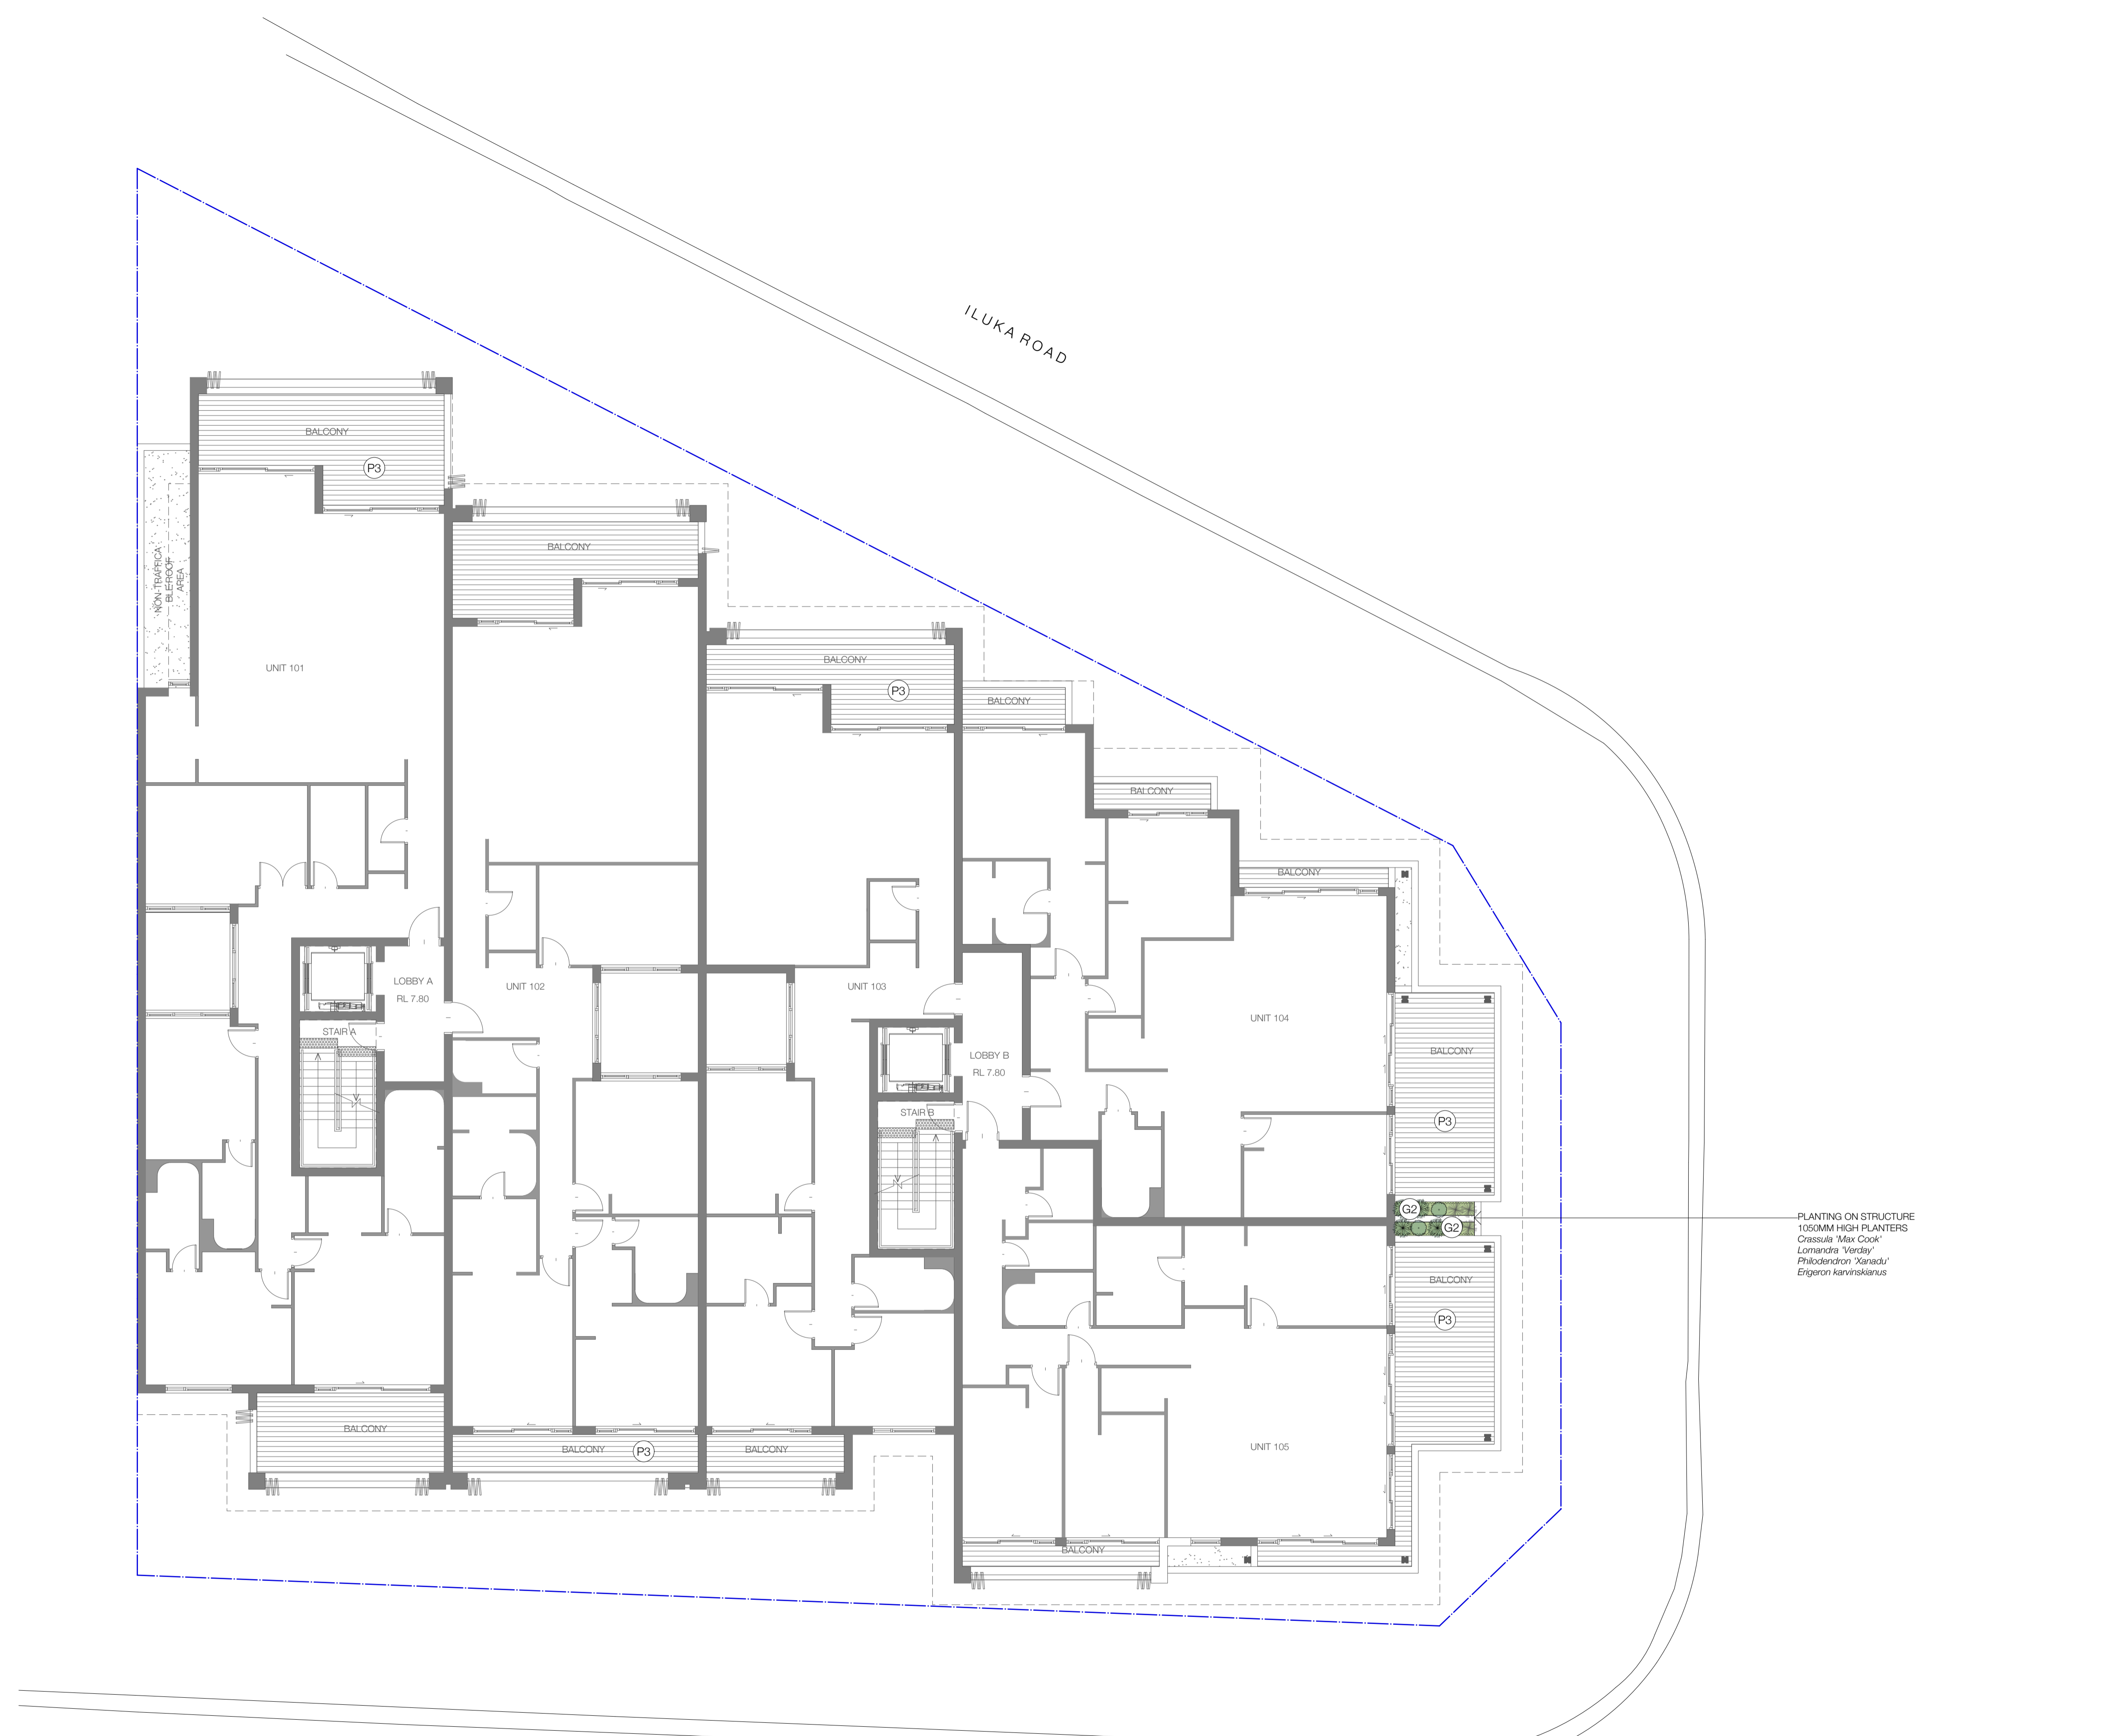 ILUKA ROAD
BALCONY
P3
BALCONY
NON-TRAFFICA
BLE ROOF
AREA
UNIT 101
BALCONY
P3
BALCONY
BALCONY
BALCONY
LOBBY A
RL 7.80
UNIT 102
UNIT 103
STAIR A
UNIT 104
LOBBY B
RL 7.80
BALCONY
STAIR B
P3
G2
G2
PLANTING ON STRUCTURE
1050MM HIGH PLANTERS
Crassula 'Max Cook'
Lomandra 'Verday'
Philodendron 'Xanadu'
Erigeron karvinskianus
BALCONY
P3
BALCONY
BALCONY
P3
BALCONY
UNIT 105
BALCONY